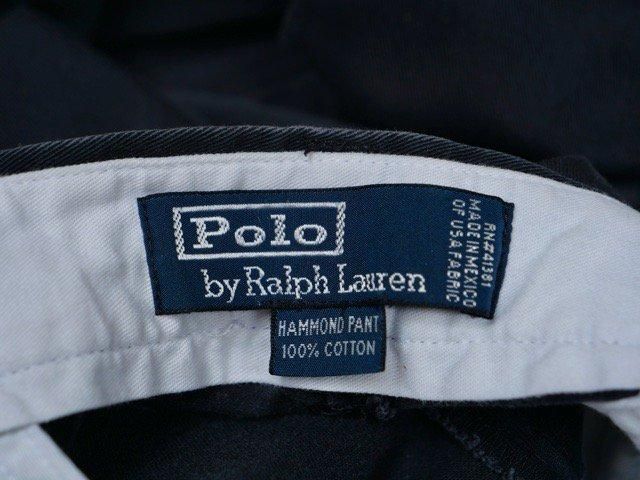 Polo
by Ralph Lauren
RN#41381
MADE IN MEXICO
OF USA FABRIC
HAMMOND PANT
100% COTTON